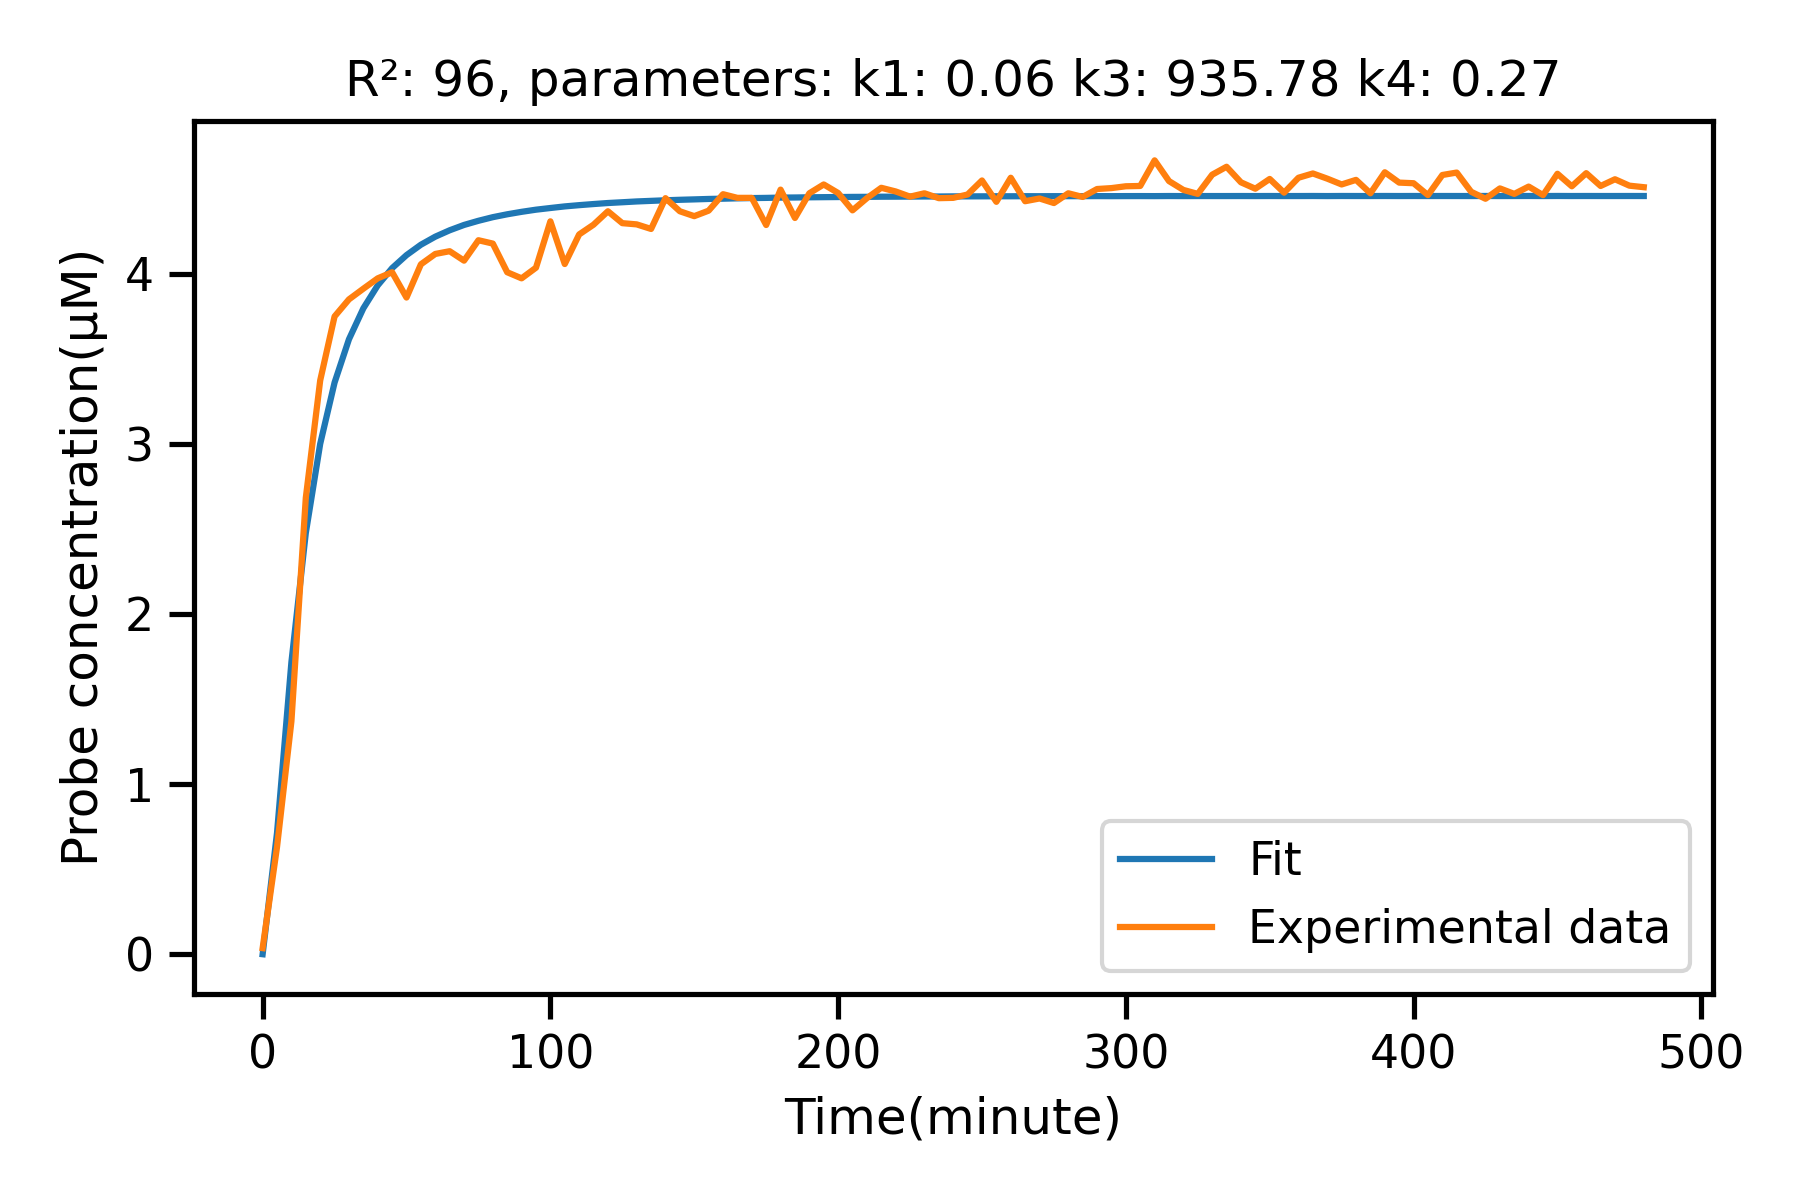 R²: 96, parameters: k1: 0.06 k3: 935.78 k4: 0.27
Probe concentration(μM)
4
3
2
1
0
Fit
Experimental data
0 100 200 300 400 500
Time(minute)